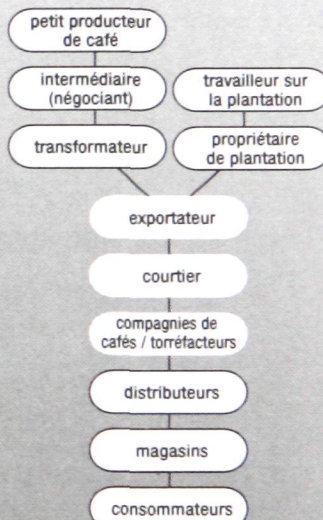 petit producteur
de café
intermédiaire
(négociant)
travailleur sur
la plantation
transformateur
propriétaire
de plantation
exportateur
courtier
compagnies de
cafés / torréfacteurs
distributeurs
magasins
consommateurs